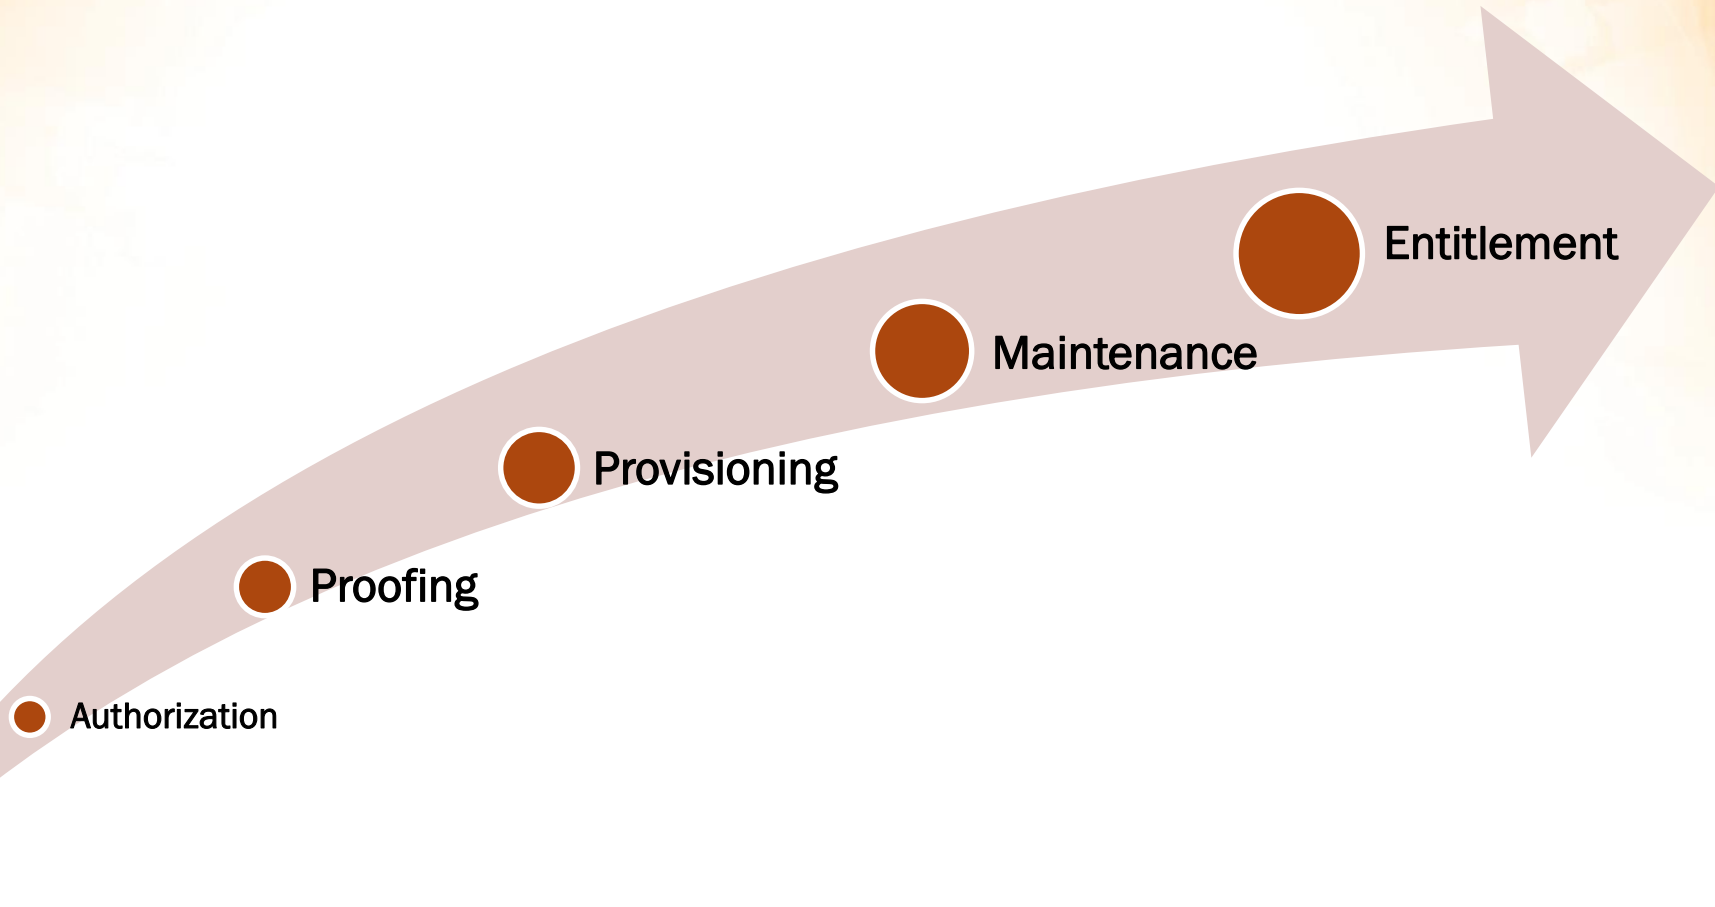 Entitlement
Maintenance
Provisioning
Proofing
Authorization